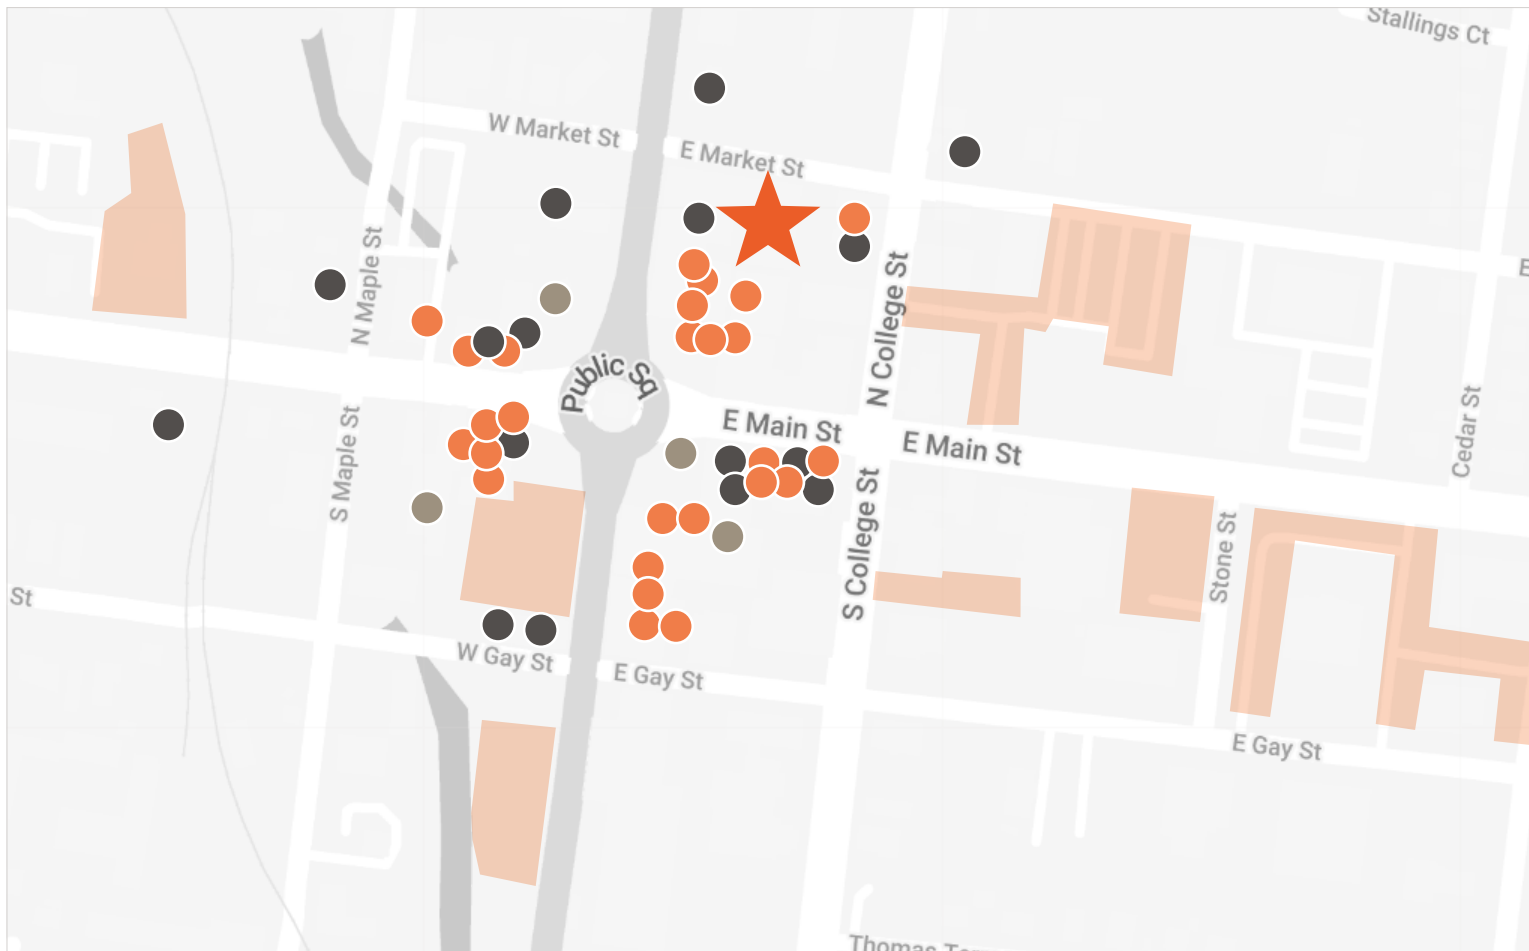 Stallings Ct
W Market St
E Market St
N Maple St
N College St
E
Public Sq
E Main St
E Main St
Cedar St
S Maple St
S College St
Stone St
St
W Gay St
E Gay St
E Gay St
Thomas